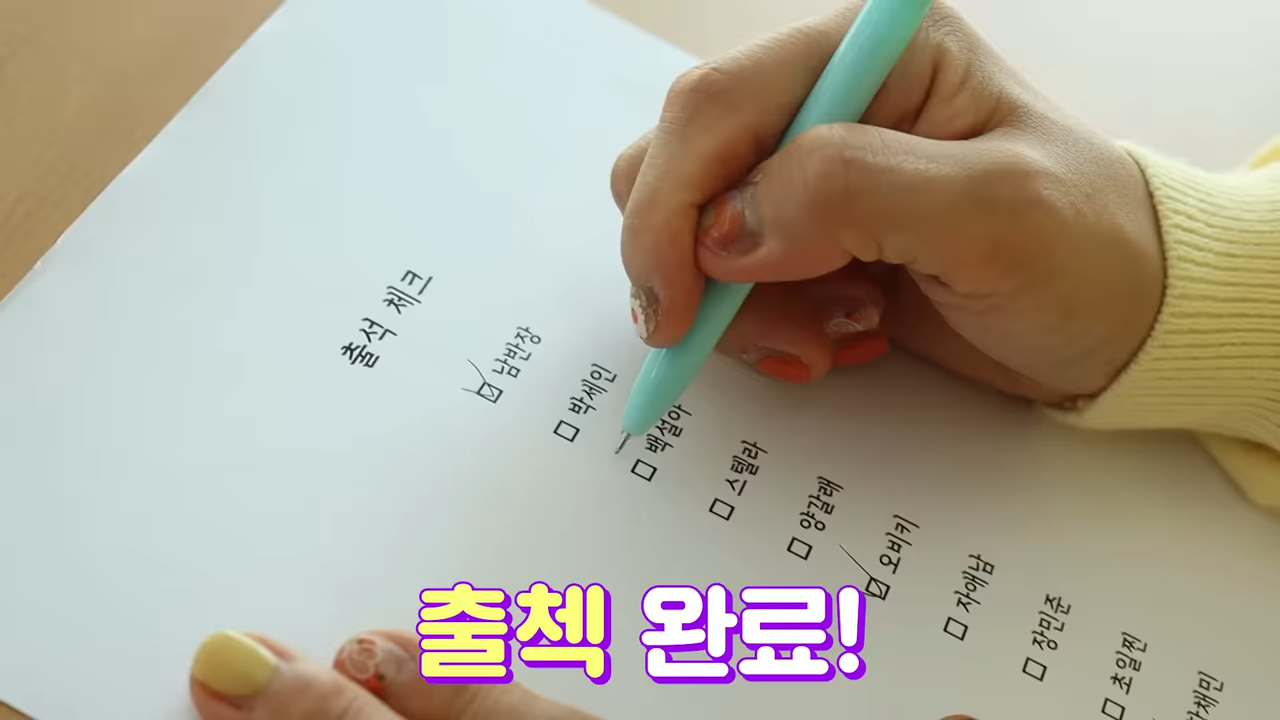 출석 체크
남반장
박세인
백설아
스텔라
양갈래
오비키
자애남
장민준
초일찐
출첵 완료!